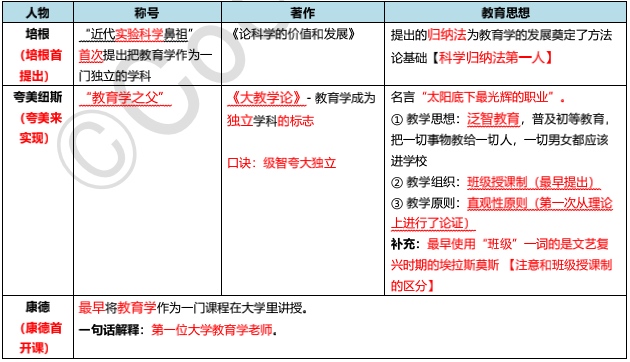 人物 称号 著作 教育思想
培根
（培根首
提出）
“近代实验科学鼻祖”
首次提出把教育学作为一
门独立的学科
《论科学的价值和发展》
提出的归纳法为教育学的发展奠定了方法
论基础【科学归纳法第一人】
夸美纽斯
（夸美来
实现）
“教育学之父”
《大教学论》- 教育学成为
独立学科的标志
口诀：级智夸大独立
名言“太阳底下最光辉的职业”。
① 教学思想：泛智教育，普及初等教育，
把一切事物教给一切人，一切男女都应该
进学校
② 教学组织：班级授课制（最早提出）
③ 教学原则：直观性原则（第一次从理论
上进行了论证）
补充：最早使用“班级”一词的是文艺复
兴时期的埃拉斯莫斯 【注意和班级授课制
的区分】
康德
（康德首
开课）
最早将教育学作为一门课程在大学里讲授。
一句话解释：第一位大学教育学老师。